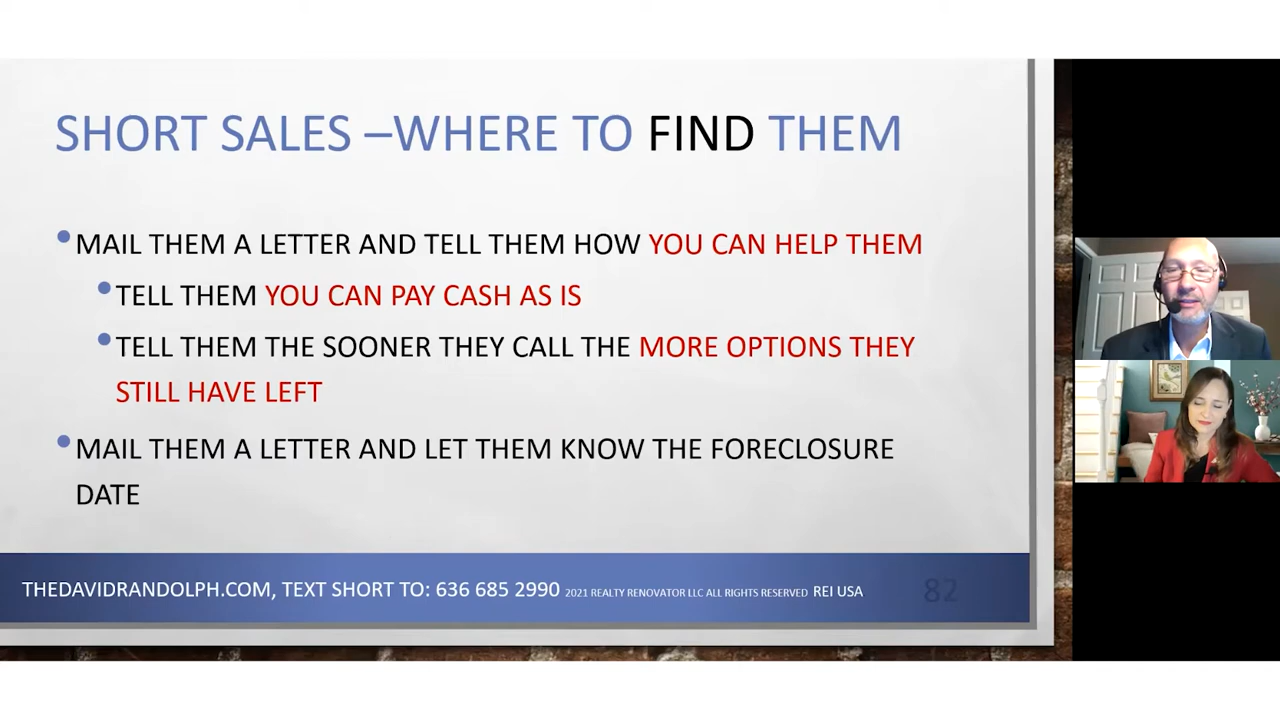 SHORT SALES –WHERE TO FIND THEM
•MAIL THEM A LETTER AND TELL THEM HOW YOU CAN HELP THEM
•TELL THEM YOU CAN PAY CASH AS IS
•TELL THEM THE SOONER THEY CALL THE MORE OPTIONS THEY
STILL HAVE LEFT
•MAIL THEM A LETTER AND LET THEM KNOW THE FORECLOSURE
DATE
THEDAVIDRANDOLPH.COM, TEXT SHORT TO: 636 685 2990 2021 REALTY RENOVATOR LLC ALL RIGHTS RESERVED REI USA 82